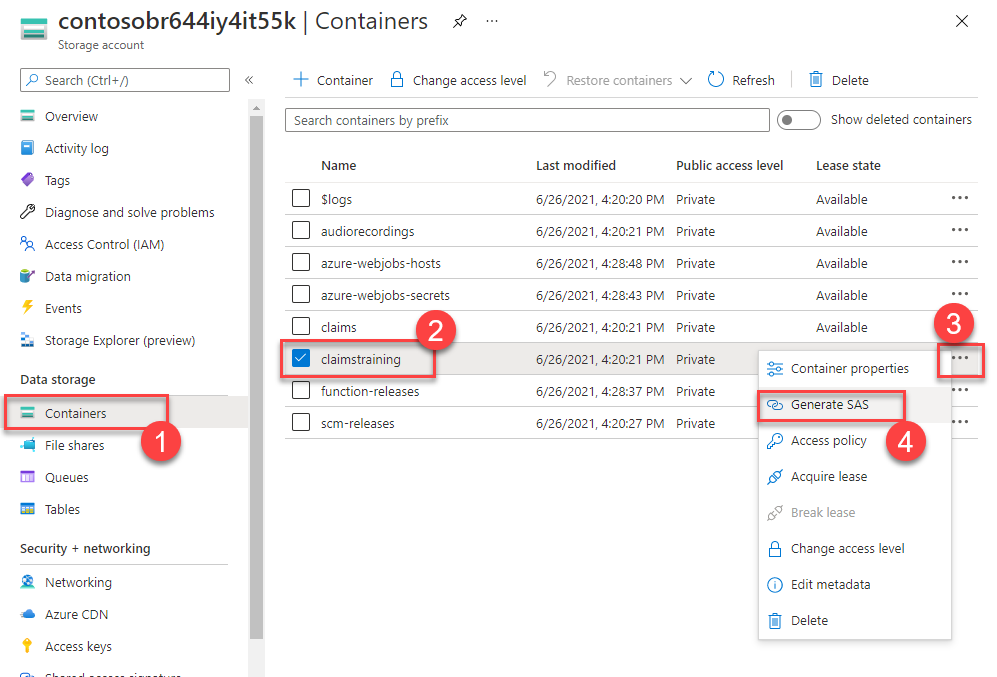 contosobr644iy4it55k | Containers
Storage account
Search (Ctrl+/)
Overview
Activity log
Tags
Diagnose and solve problems
Access Control (IAM)
Data migration
Events
Storage Explorer (preview)
Data storage
Containers
1
File shares
Queues
Tables
Security + networking
Networking
Azure CDN
Access keys
Shared access signature
Container Change access level Restore containers Refresh Delete
Search containers by prefix Show deleted containers
Name Last modified Public access level Lease state
$logs 6/26/2021, 4:20:20 PM Private Available
audiorecordings 6/26/2021, 4:20:21 PM Private Available
azure-webjobs-hosts 6/26/2021, 4:28:48 PM Private Available
azure-webjobs-secrets 6/26/2021, 4:28:43 PM Private Available
claims 6/26/2021, 4:20:21 PM Private Available
2
3
claimstraining 6/26/2021, 4:20:21 PM Private
function-releases 6/26/2021, 4:28:37 PM Private
scm-releases 6/26/2021, 4:20:27 PM Private
Container properties
Generate SAS
4
Access policy
Acquire lease
Break lease
Change access level
Edit metadata
Delete